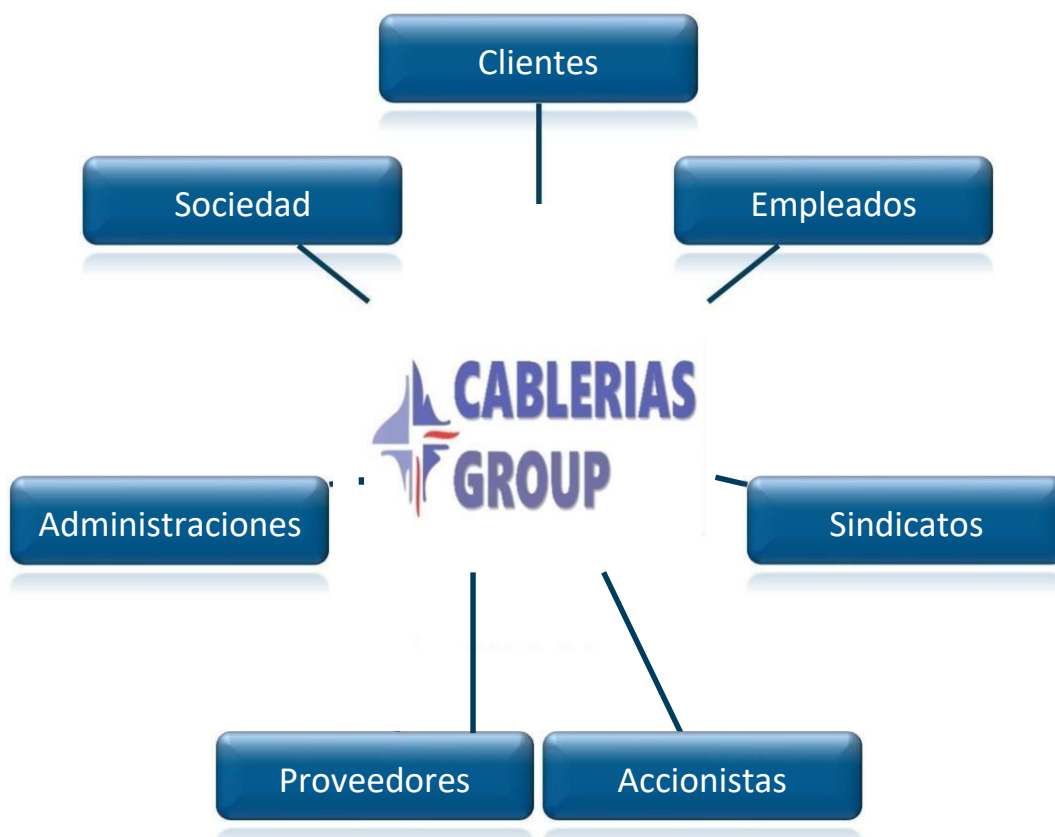 Clientes
Sociedad
Empleados
CABLERIAS
GROUP
Administraciones
Sindicatos
Proveedores
Accionistas